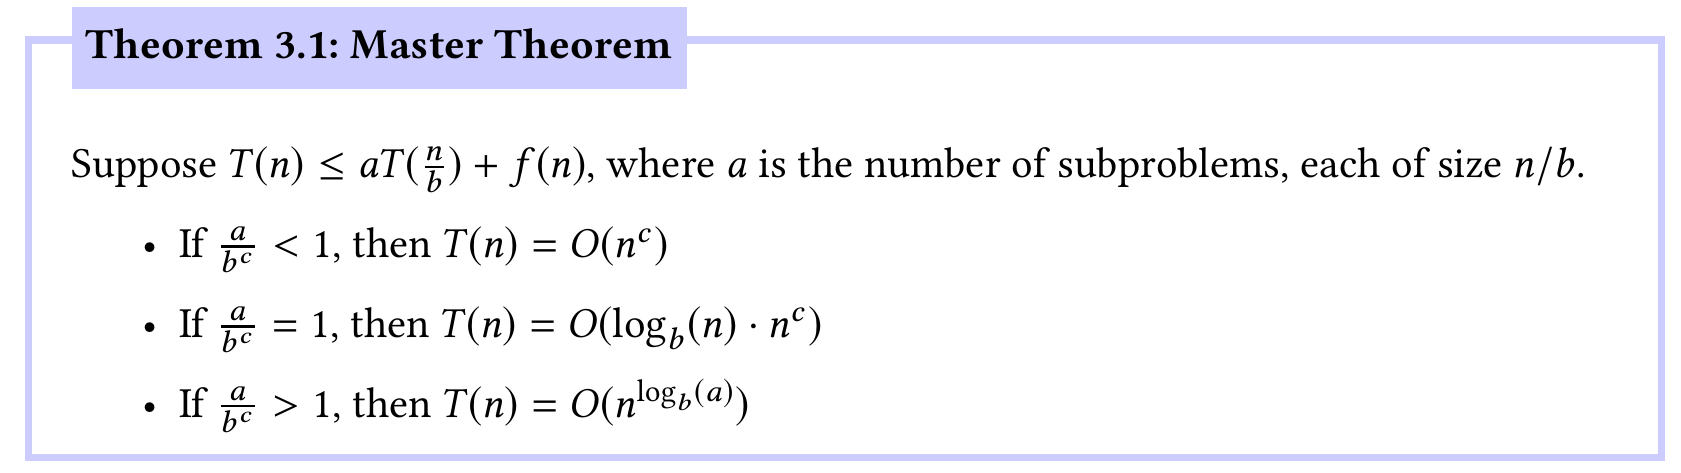 Theorem 3.1: Master Theorem
Suppose $T(n) \leq aT(\frac{n}{b}) + f(n)$, where $a$ is the number of subproblems, each of size $n/b$.
• If $\frac{a}{b^c} < 1$, then $T(n) = O(n^c)$
• If $\frac{a}{b^c} = 1$, then $T(n) = O(\log_b(n) \cdot n^c)$
• If $\frac{a}{b^c} > 1$, then $T(n) = O(n^{\log_b(a)})$